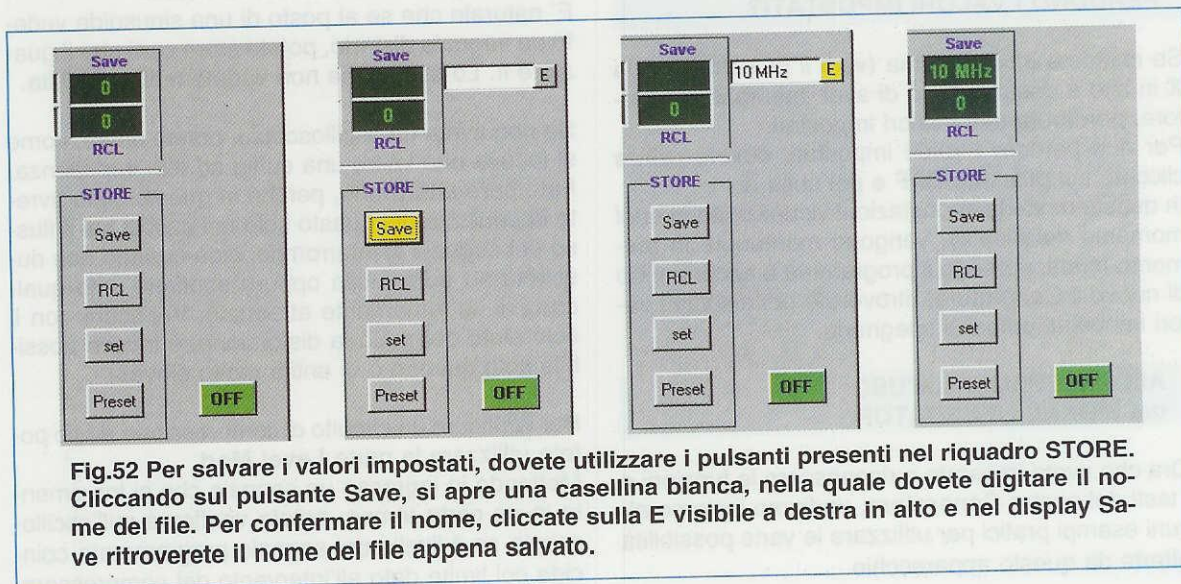 Save
0
0
RCL
STORE
Save
RCL
set
Preset
OFF
Save
E
0
RCL
STORE
Save
RCL
set
Preset
OFF
Save
10 MHz E
0
RCL
STORE
Save
RCL
set
Preset
OFF
Save
10 MHz
0
RCL
STORE
Save
RCL
set
Preset
OFF
Fig.52 Per salvare i valori impostati, dovete utilizzare i pulsanti presenti nel riquadro STORE.
Cliccando sul pulsante Save, si apre una casellina bianca, nella quale dovete digitare il no-
me del file. Per confermare il nome, cliccate sulla E visibile a destra in alto e nel display Sa-
ve ritroverete il nome del file appena salvato.